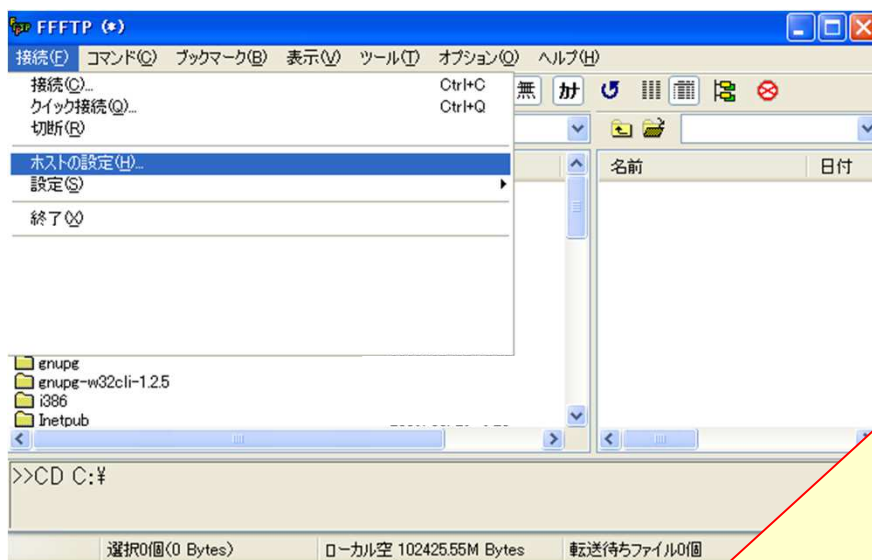 FFFTP (*)
接続(F) コマンド(C) ブックマーク(B) 表示(V) ツール(T) オプション(O) ヘルプ(H)
接続(C)... Ctrl+C
クイック接続(Q)... Ctrl+Q
切断(R)
ホストの設定(H)...
設定(S)
終了(X)
無 カナ
名前 日付
gnupg
gnupg-w32cli-1.2.5
i386
Inetpub
>>CD C:¥
選択0個(0 Bytes) ローカル空 102425.55M Bytes 転送待ちファイル0個